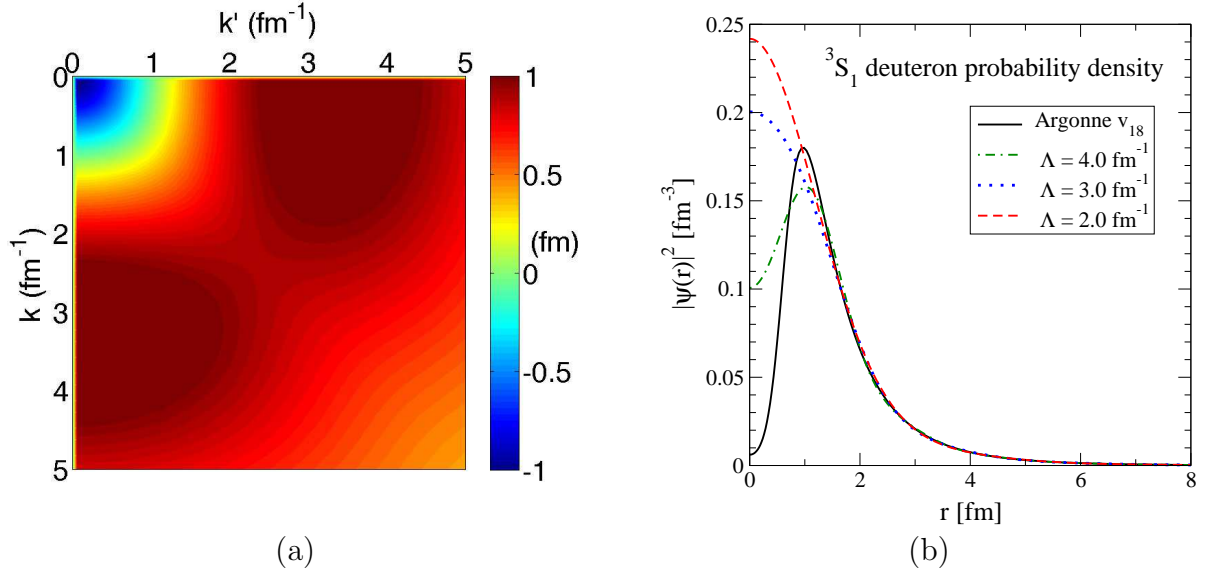 k' (fm⁻¹)
0 1 2 3 4 5
0
1
2
3
4
5
k (fm⁻¹)
1
0.5
(fm)
0
-0.5
-1
(a)
³S₁ deuteron probability density
Argonne v₁₈
Λ = 4.0 fm⁻¹
Λ = 3.0 fm⁻¹
Λ = 2.0 fm⁻¹
|ψ(r)|² [fm⁻³]
0.25
0.2
0.15
0.1
0.05
0
0 2 4 6 8
r [fm]
(b)